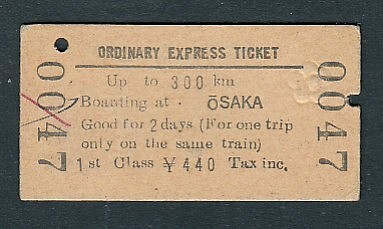 ORDINARY EXPRESS TICKET
Up to 300 km
Boarding at · ŌSAKA
Good for 2 days (For one trip
only on the same train)
1st Class ¥ 440 Tax inc.
0047
0047